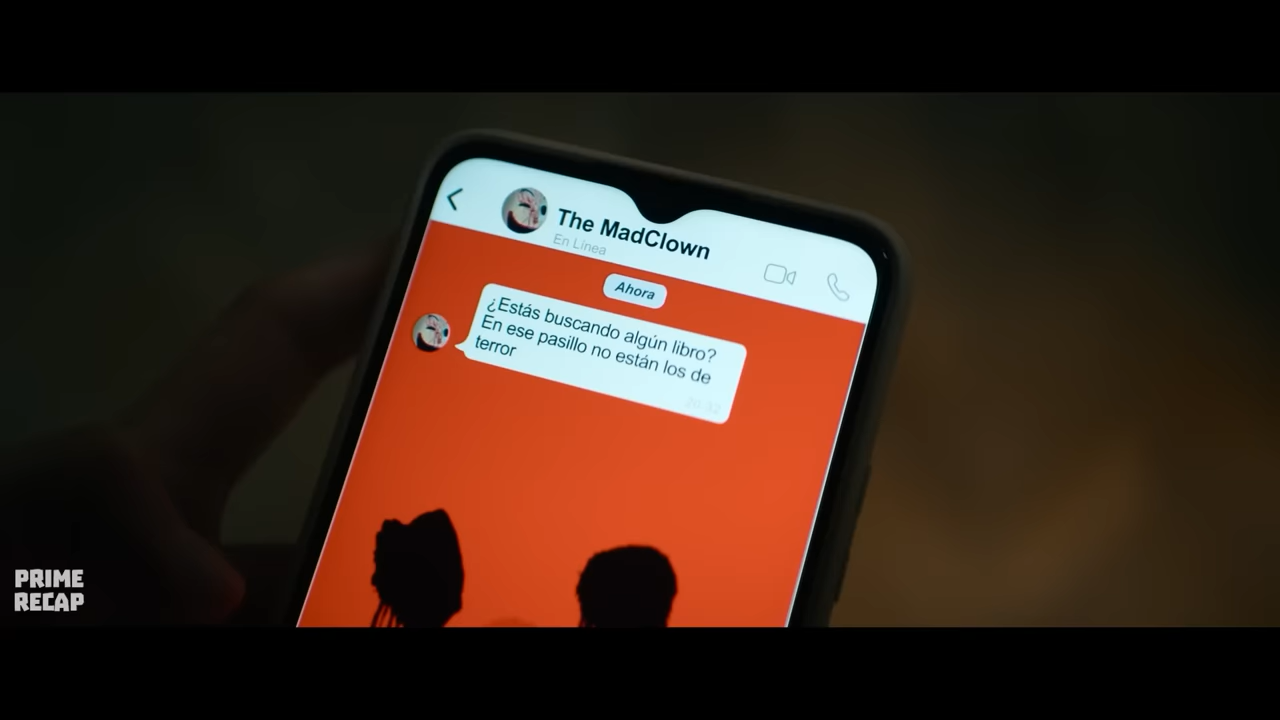 The MadClown
En Línea
Ahora
¿Estás buscando algún libro?
En ese pasillo no están los de
terror
PRIME
RECAP